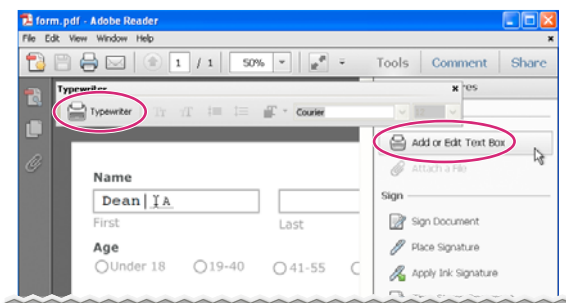 form.pdf - Adobe Reader
File Edit View Window Help
1 / 1 50% Tools Comment Share
Typewriter
Typewriter Courier
Add or Edit Text Box
Attach a File
Sign
Sign Document
Place Signature
Apply Ink Signature
Name
Dean A
First Last
Age
Under 18 19-40 41-55